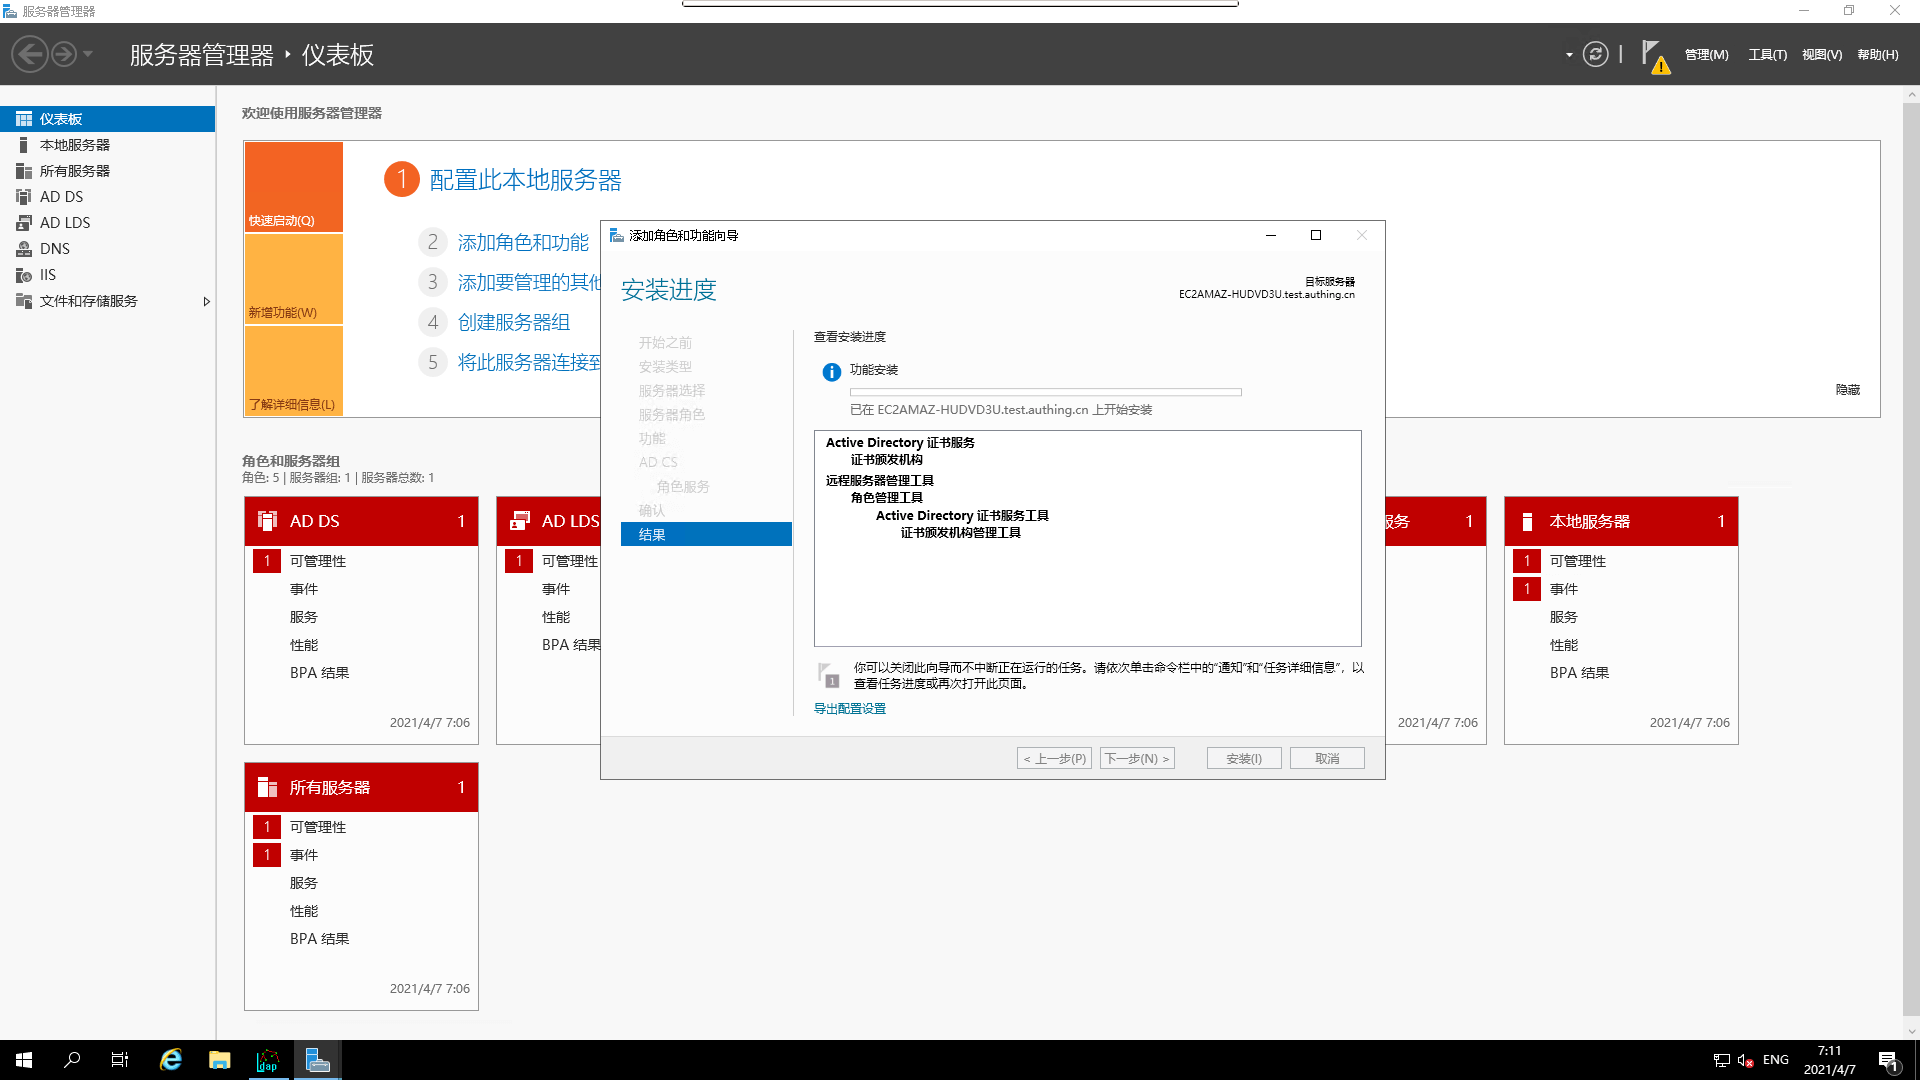 服务器管理器
服务器管理器 ‣ 仪表板
管理(M) 工具(T) 视图(V) 帮助(H)
仪表板
本地服务器
所有服务器
AD DS
AD LDS
DNS
IIS
文件和存储服务
欢迎使用服务器管理器
快速启动(Q)
新增功能(W)
了解详细信息(L)
1 配置此本地服务器
2 添加角色和功能
3 添加要管理的其他
4 创建服务器组
5 将此服务器连接到
隐藏
角色和服务器组
角色: 5 | 服务器组: 1 | 服务器总数: 1
AD DS 1
1 可管理性
事件
服务
性能
BPA 结果
2021/4/7 7:06
AD LDS
1 可管理性
事件
性能
BPA 结果
服务 1
2021/4/7 7:06
本地服务器 1
1 可管理性
1 事件
服务
性能
BPA 结果
2021/4/7 7:06
所有服务器 1
1 可管理性
1 事件
服务
性能
BPA 结果
2021/4/7 7:06
添加角色和功能向导
安装进度
目标服务器
EC2AMAZ-HUDVD3U.test.authing.cn
开始之前
安装类型
服务器选择
服务器角色
功能
AD CS
角色服务
确认
结果
查看安装进度
功能安装
已在 EC2AMAZ-HUDVD3U.test.authing.cn 上开始安装
Active Directory 证书服务
证书颁发机构
远程服务器管理工具
角色管理工具
Active Directory 证书服务工具
证书颁发机构管理工具
1
你可以关闭此向导而不中断正在运行的任务。请依次单击命令栏中的“通知”和“任务详细信息”，以
查看任务进度或再次打开此页面。
导出配置设置
< 上一步(P) 下一步(N) > 安装(I) 取消
ldap
ENG
7:11
2021/4/7
1